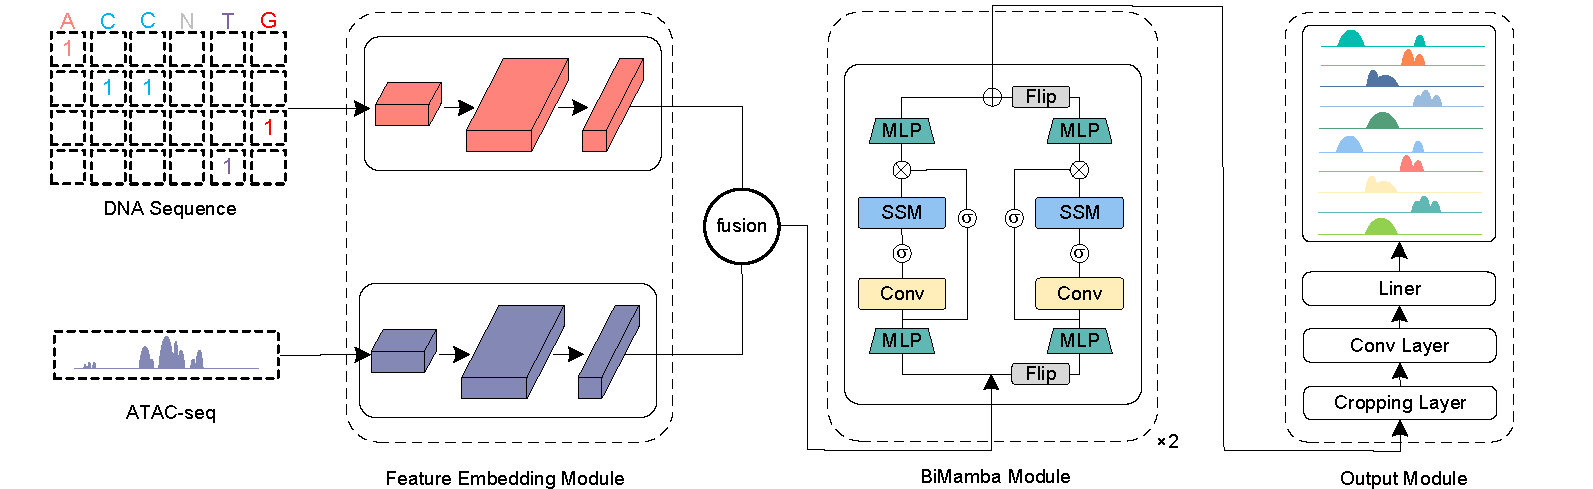 A C C N T G
1
1 1
1
1
DNA Sequence
ATAC-seq
Feature Embedding Module
fusion
Flip
MLP MLP
SSM σ σ SSM
σ σ
Conv Conv
MLP MLP
Flip
×2
BiMamba Module
Liner
Conv Layer
Cropping Layer
Output Module